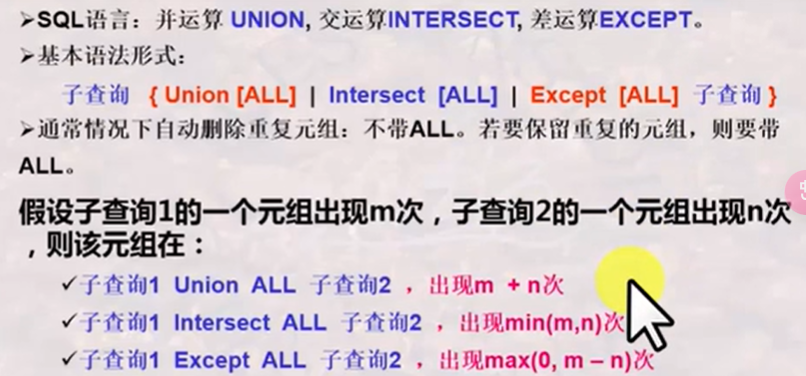 ➢SQL语言：并运算 UNION, 交运算INTERSECT, 差运算EXCEPT。
➢基本语法形式：
子查询 { Union [ALL] | Intersect [ALL] | Except [ALL] 子查询 }
➢通常情况下自动删除重复元组：不带ALL。若要保留重复的元组，则要带
ALL。
假设子查询1的一个元组出现m次，子查询2的一个元组出现n次
，则该元组在：
✓子查询1 Union ALL 子查询2 ，出现m + n次
✓子查询1 Intersect ALL 子查询2 ，出现min(m,n)次
✓子查询1 Except ALL 子查询2 ，出现max(0, m – n)次